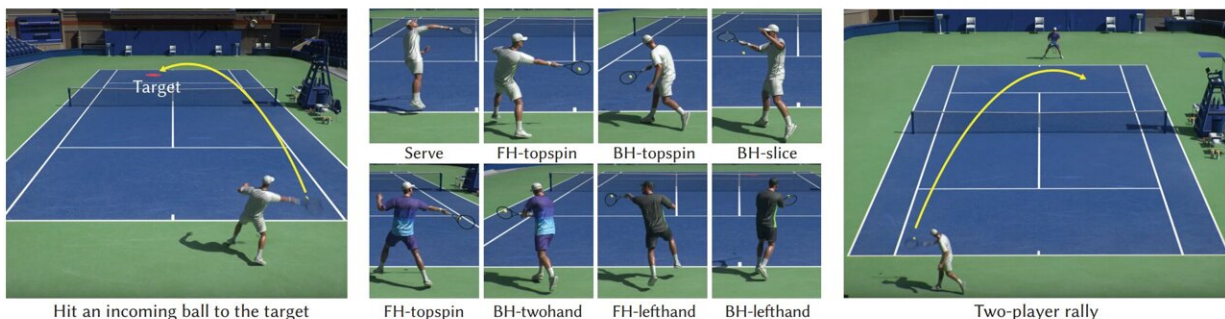 Target
Hit an incoming ball to the target
Serve
FH-topspin
BH-topspin
BH-slice
FH-topspin
BH-twohand
FH-lefthand
BH-lefthand
Two-player rally